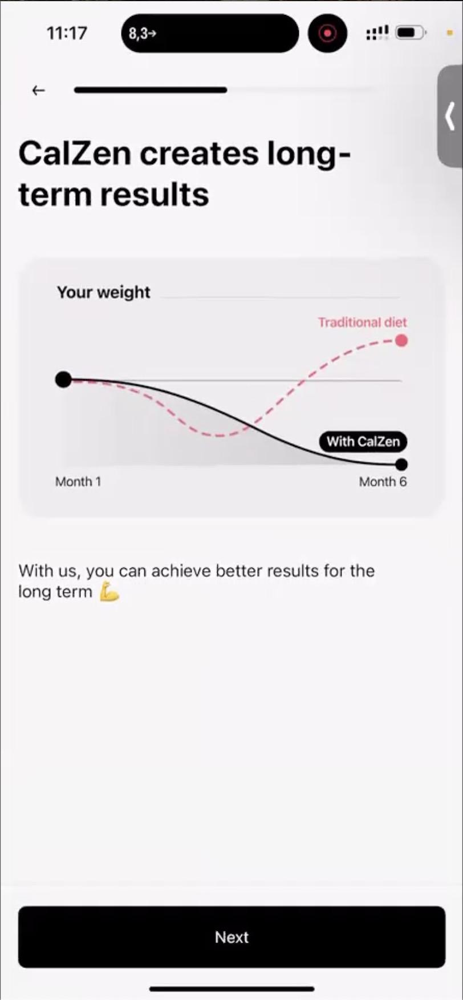 11:17
8,3→
CalZen creates long-
term results
Your weight
Traditional diet
With CalZen
Month 1
Month 6
With us, you can achieve better results for the
long term 💪
Next